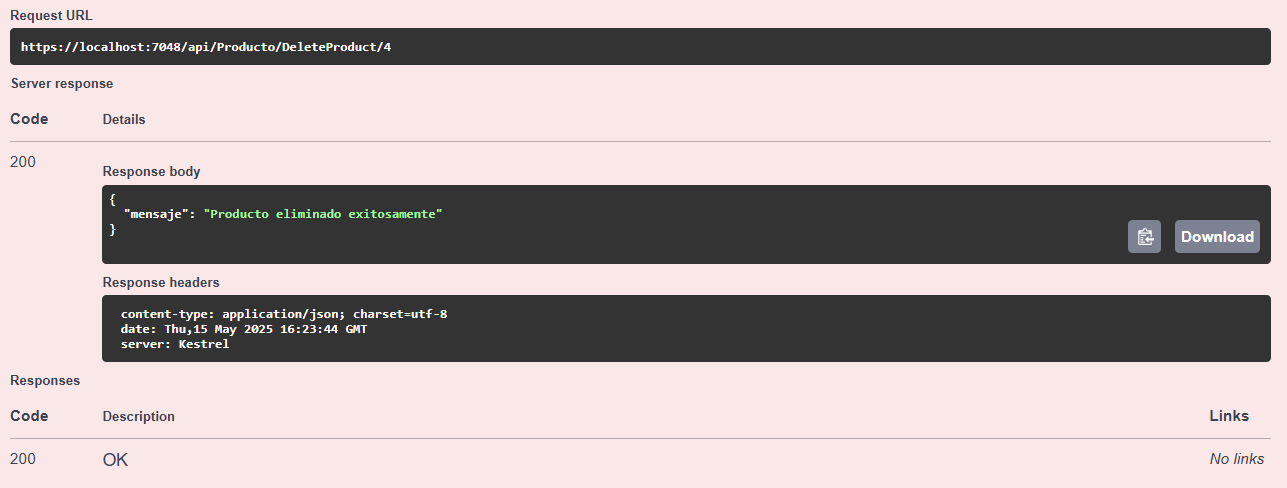 Request URL
https://localhost:7048/api/Producto/DeleteProduct/4
Server response
Code Details
200
Response body
{
"mensaje": "Producto eliminado exitosamente"
}
Download
Response headers
content-type: application/json; charset=utf-8
date: Thu,15 May 2025 16:23:44 GMT
server: Kestrel
Responses
Code Description Links
200 OK No links